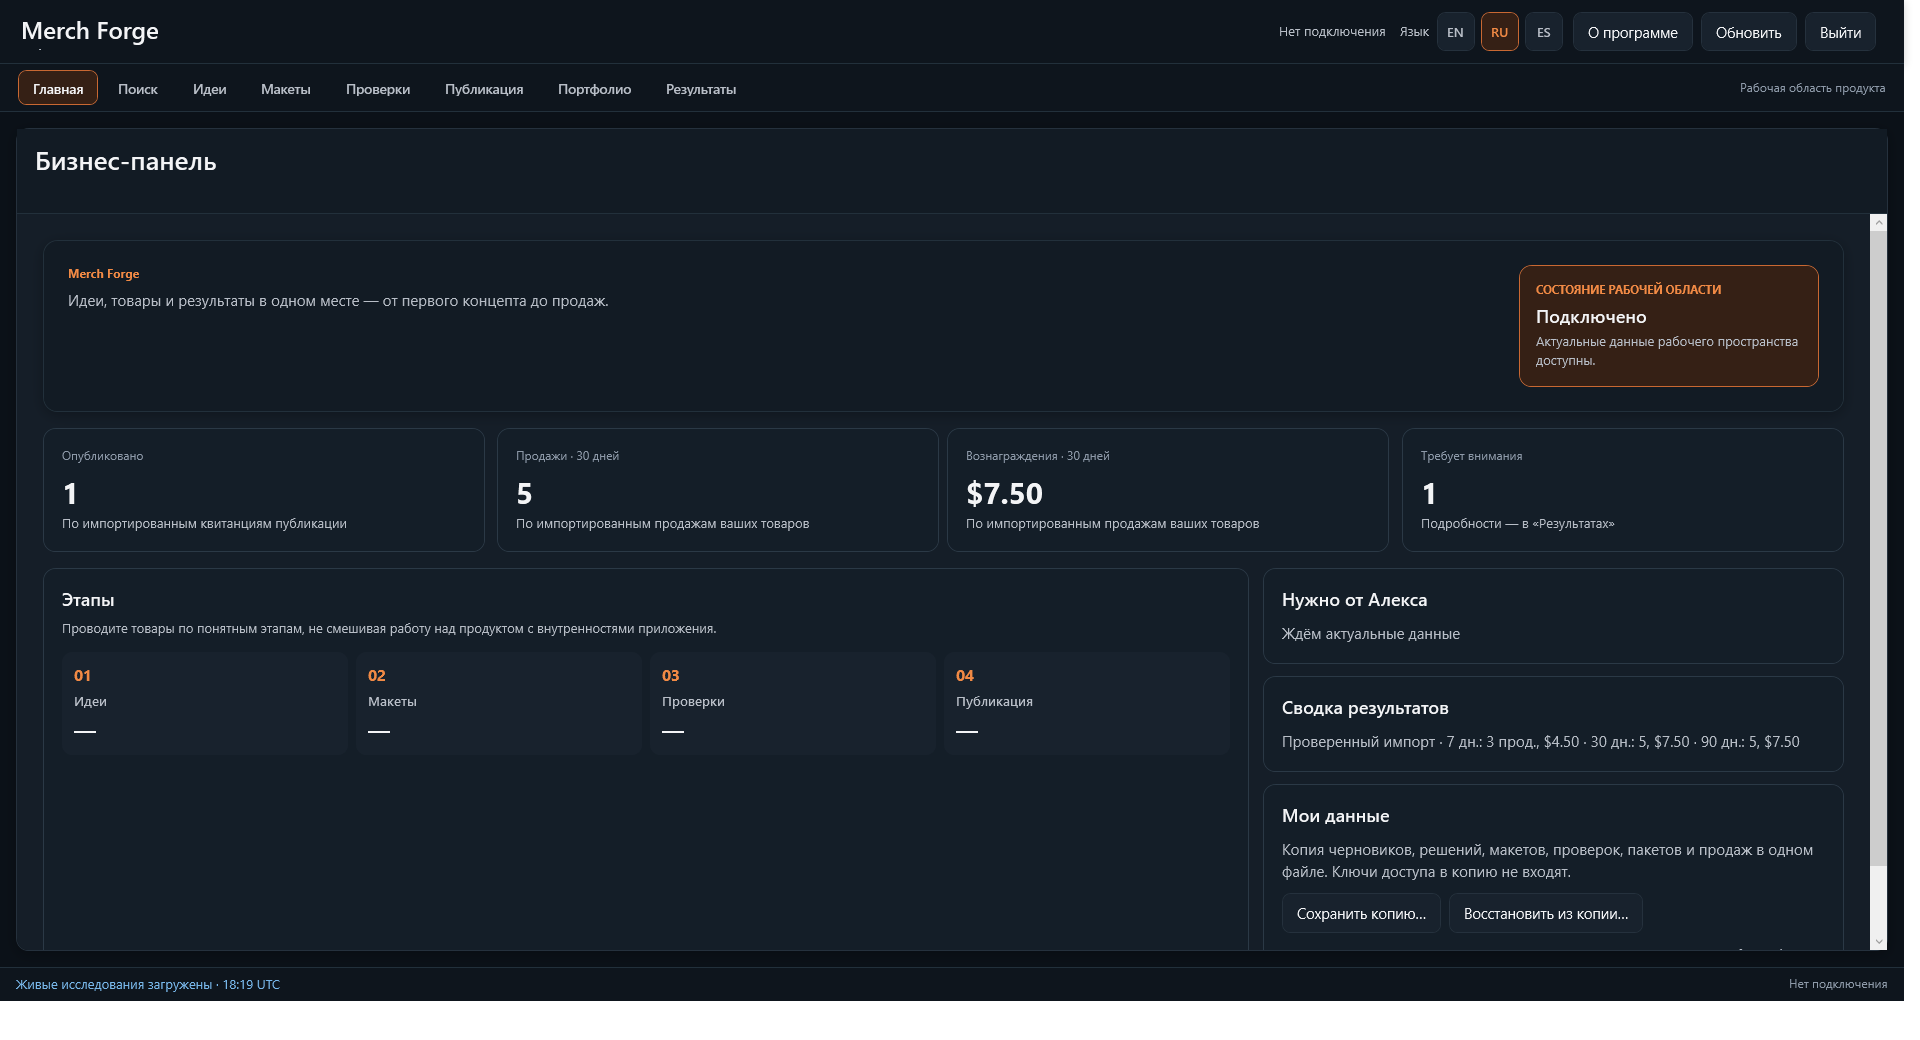 Merch Forge
Нет подключения
Язык
EN
RU
ES
О программе
Обновить
Выйти
Главная
Поиск
Идеи
Макеты
Проверки
Публикация
Портфолио
Результаты
Рабочая область продукта
Бизнес-панель
Merch Forge
Идеи, товары и результаты в одном месте — от первого концепта до продаж.
СОСТОЯНИЕ РАБОЧЕЙ ОБЛАСТИ
Подключено
Актуальные данные рабочего пространства
доступны.
Опубликовано
1
По импортированным квитанциям публикации
Продажи · 30 дней
5
По импортированным продажам ваших товаров
Вознаграждения · 30 дней
$7.50
По импортированным продажам ваших товаров
Требует внимания
1
Подробности — в «Результатах»
Этапы
Проводите товары по понятным этапам, не смешивая работу над продуктом с внутренностями приложения.
01
Идеи
—
02
Макеты
—
03
Проверки
—
04
Публикация
—
Нужно от Алекса
Ждём актуальные данные
Сводка результатов
Проверенный импорт · 7 дн.: 3 прод., $4.50 · 30 дн.: 5, $7.50 · 90 дн.: 5, $7.50
Мои данные
Копия черновиков, решений, макетов, проверок, пакетов и продаж в одном
файле. Ключи доступа в копию не входят.
Сохранить копию...
Восстановить из копии...
Живые исследования загружены · 18:19 UTC
Нет подключения